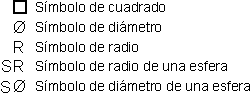 □ Símbolo de cuadrado
Ø Símbolo de diámetro
R Símbolo de radio
SR Símbolo de radio de una esfera
SØ Símbolo de diámetro de una esfera